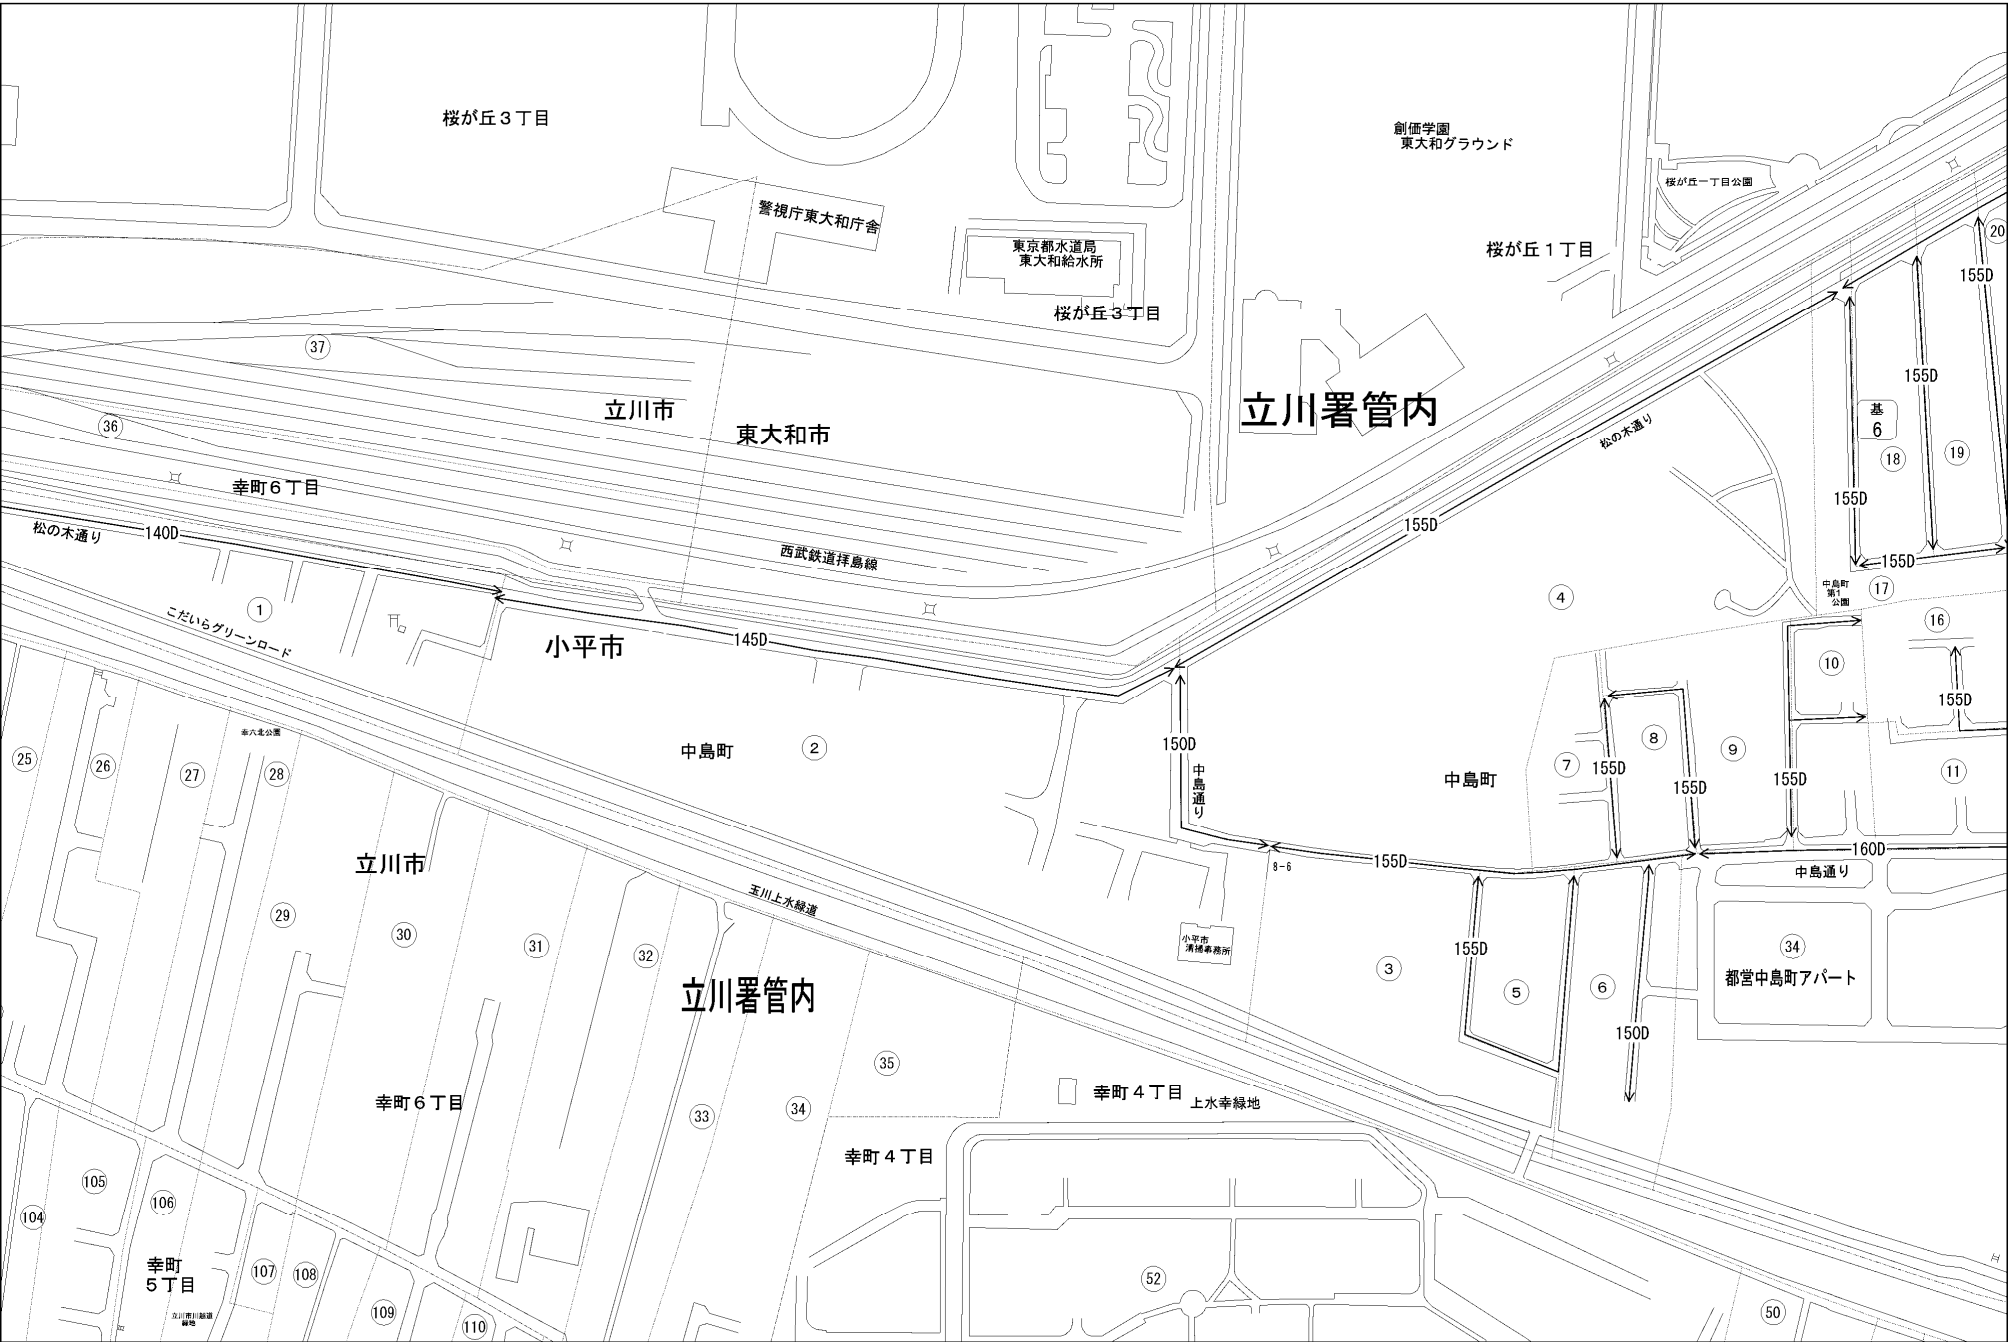 桜が丘３丁目
創価学園
東大和グラウンド
桜が丘一丁目公園
警視庁東大和庁舎
東京都水道局
東大和給水所
桜が丘１丁目
桜が丘３丁目
20
155D
37
立川市
東大和市
立川署管内
155D
基
6
松の木通り
36
18
19
幸町６丁目
155D
155D
松の木通り
140D
西武鉄道拝島線
155D
中島町
第1
公園
17
4
1
こだいらグリーンロード
小平市
145D
16
10
155D
幸六北公園
中島町
2
150D
中島通り
中島町
7
8
9
155D
155D
155D
11
25
26
27
28
立川市
8-6
155D
160D
中島通り
玉川上水緑道
29
30
31
32
小平市
清掃事務所
155D
3
5
6
34
都営中島町アパート
立川署管内
150D
35
幸町６丁目
33
34
幸町４丁目
上水幸緑地
幸町４丁目
105
106
104
幸町
５丁目
107
108
109
110
立川市川越道
緑地
52
50